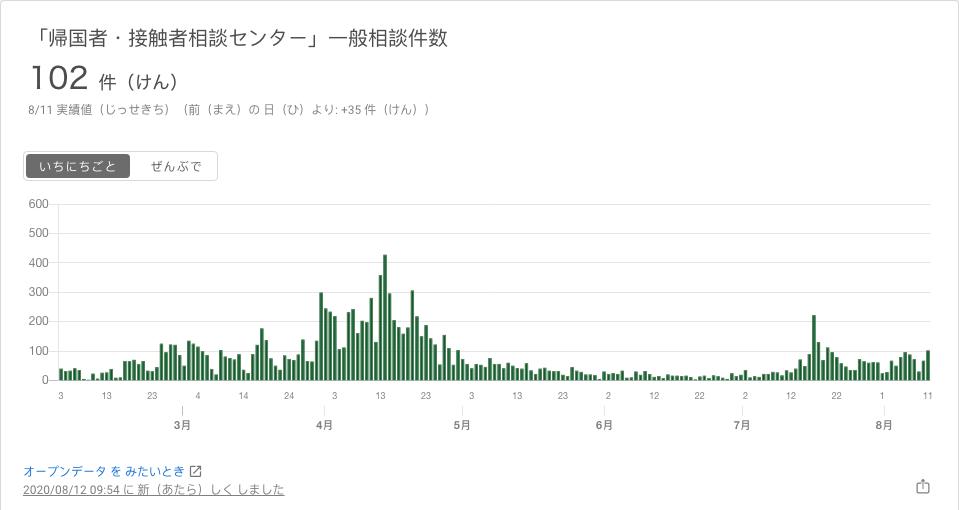 「帰国者・接触者相談センター」一般相談件数
102 件（けん）
8/11 実績値（じっせきち）（前（まえ）の 日（ひ）より: +35 件（けん））
いちにちごと ぜんぶで
600
500
400
300
200
100
0
3 13 23 4 14 24 3 13 23 3 13 23 2 12 22 2 12 22 1 11
3月 4月 5月 6月 7月 8月
オープンデータ を みたいとき
2020/08/12 09:54 に 新（あたら）しく しました